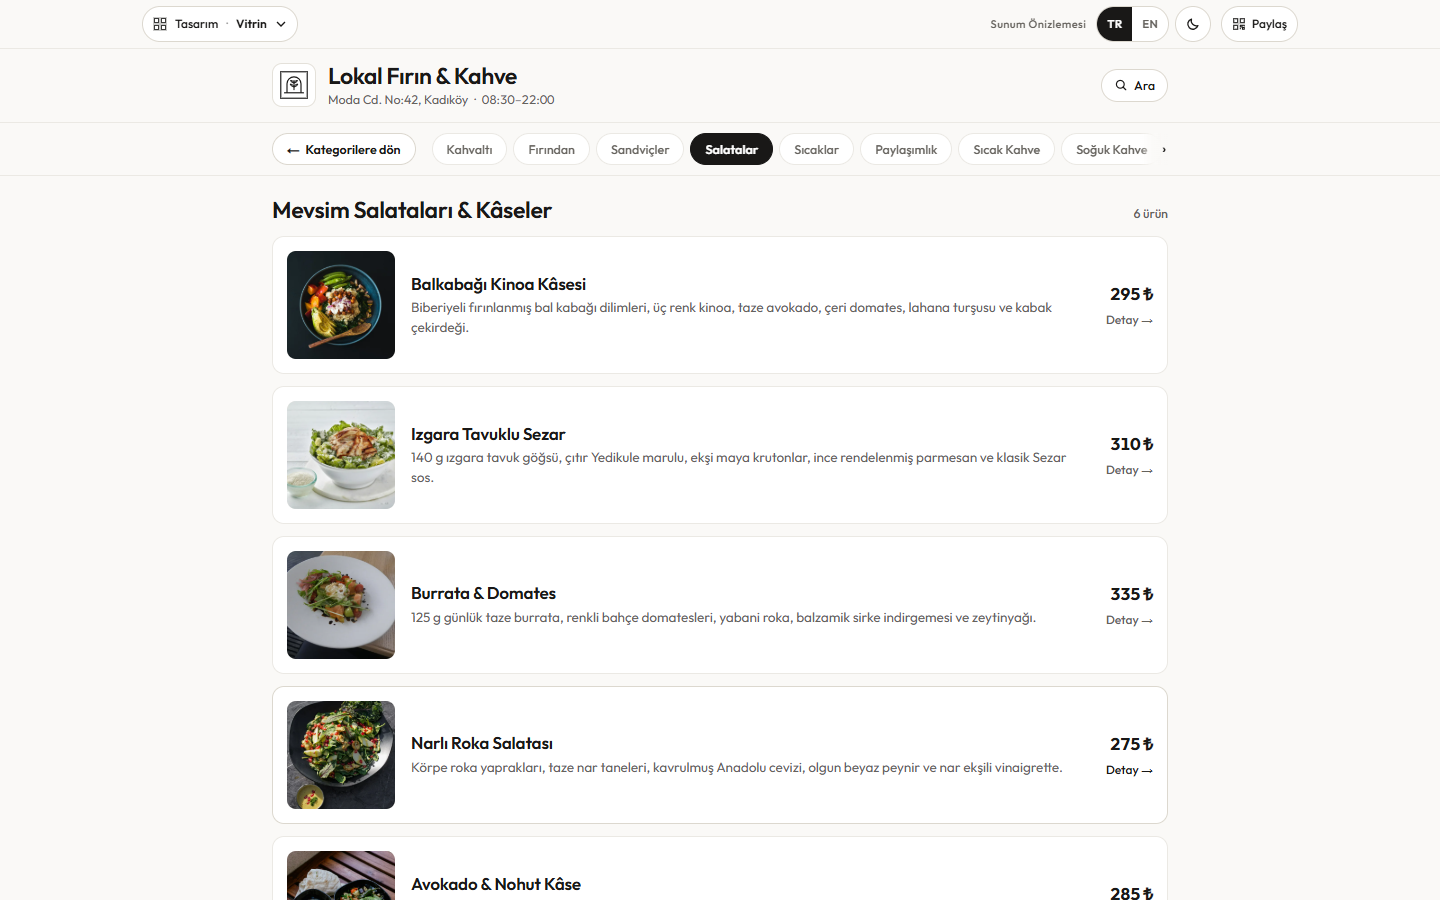 Tasarım · Vitrin
Sunum Önizlemesi
TR
EN
Paylaş
Lokal Fırın & Kahve
Moda Cd. No:42, Kadıköy · 08:30–22:00
Ara
← Kategorilere dön
Kahvaltı
Fırından
Sandviçler
Salatalar
Sıcaklar
Paylaşımlık
Sıcak Kahve
Soğuk Kahve
›
Mevsim Salataları & Kâseler
6 ürün
Balkabağı Kinoa Kâsesi
Biberiyeli fırınlanmış bal kabağı dilimleri, üç renk kinoa, taze avokado, çeri domates, lahana turşusu ve kabak
çekirdeği.
295 ₺
Detay →
Izgara Tavuklu Sezar
140 g ızgara tavuk göğsü, çıtır Yedikule marulu, ekşi maya krutonlar, ince rendelenmiş parmesan ve klasik Sezar
sos.
310 ₺
Detay →
Burrata & Domates
125 g günlük taze burrata, renkli bahçe domatesleri, yabani roka, balzamik sirke indirgemesi ve zeytinyağı.
335 ₺
Detay →
Narlı Roka Salatası
Körpe roka yaprakları, taze nar taneleri, kavrulmuş Anadolu cevizi, olgun beyaz peynir ve nar ekşili vinaigrette.
275 ₺
Detay →
Avokado & Nohut Kâse
285 ₺